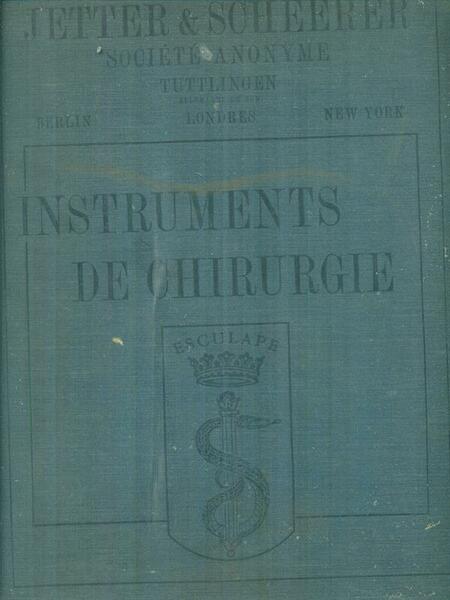 JETTER & SCHEERER
SOCIÉTÉ ANONYME
TUTTLINGEN
BERLIN LONDRES NEW YORK
INSTRUMENTS
DE CHIRURGIE
ESCULAPE